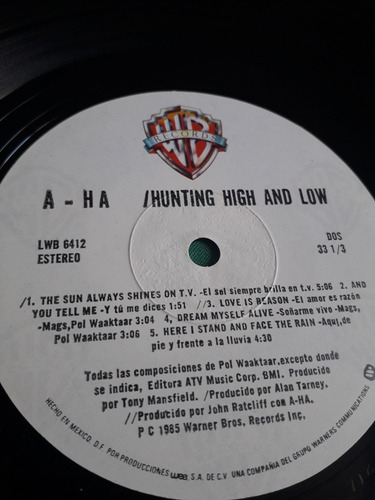 WB
RECORDS
A-HA /HUNTING HIGH AND LOW
LWB 6412
ESTEREO
DOS
33 1/3
/1. THE SUN ALWAYS SHINES ON T.V. -El sol siempre brilla en t.v. 5:06 2. AND
YOU TELL ME -Y tú me dices 1:51 //3. LOVE IS REASON -El amor es razón
-Mags,Pol Waaktaar 3:04 4, DREAM MYSELF ALIVE -Soñarme vivo -Mags,
Pol Waaktaar 3:06 5. HERE I STAND AND FACE THE RAIN -Aquí,de
pie y frente a la lluvia 4:30
Todas las composiciones de Pol Waaktaar.excepto donde
se indica, Editora ATV Music Corp. BMI. Producido
por Tony Mansfield. /Producido por Alan Tarney,
//Producido por John Ratcliff con A-HA.
P C 1985 Warner Bros. Records Inc.
HECHO EN MEXICO. D.F. POR PRODUCCIONES wea S.A. DE C.V. UNA COMPAÑIA DEL GRUPO WARNER COMMUNICATIONS